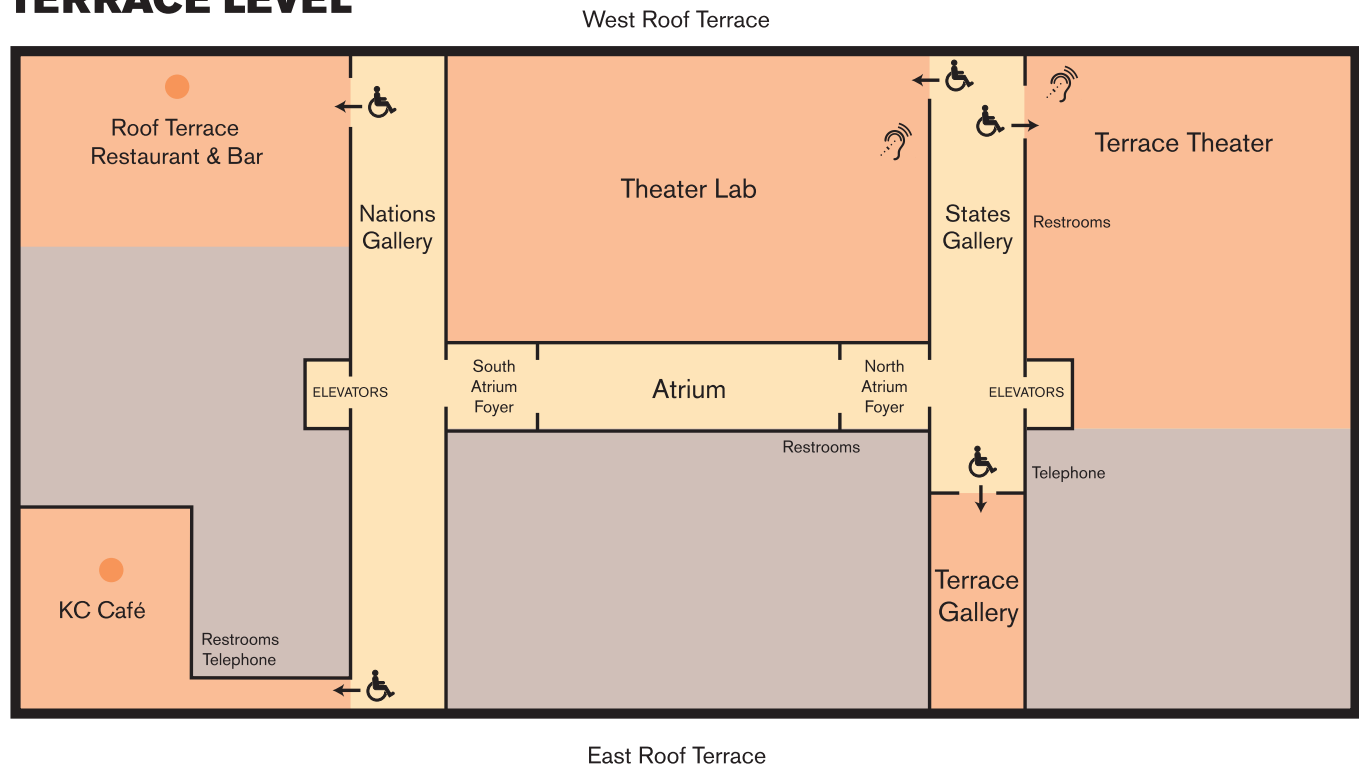 TERRACE LEVEL
West Roof Terrace
Roof Terrace
Restaurant & Bar
Nations
Gallery
Theater Lab
States
Gallery
Terrace Theater
Restrooms
ELEVATORS
South
Atrium
Foyer
Atrium
North
Atrium
Foyer
ELEVATORS
Restrooms
Telephone
KC Café
Restrooms
Telephone
Terrace
Gallery
East Roof Terrace